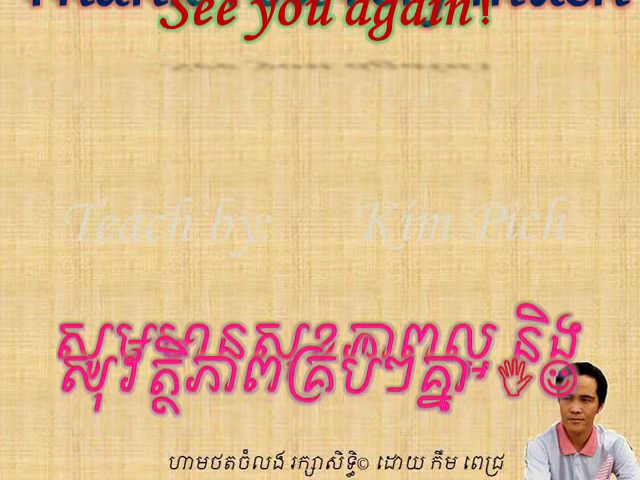 See you again!
Teach by: Kim Pich
សូមមានសុខភាពល្អ និង
សុវត្ថិភាពគ្រប់ៗគ្នា
ហាមថតចំលង រក្សាសិទ្ធិ© ដោយ កឹម ពេជ្រ